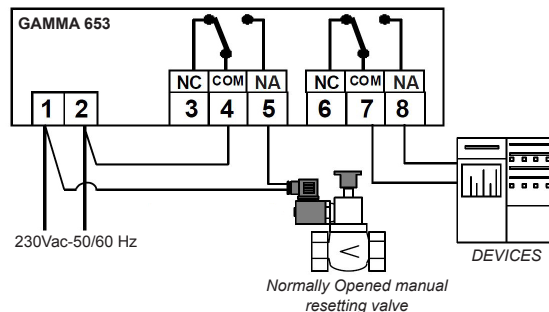 GAMMA 653
NC COM NA NC COM NA
1 2 3 4 5 6 7 8
230Vac-50/60 Hz
DEVICES
Normally Opened manual
resetting valve